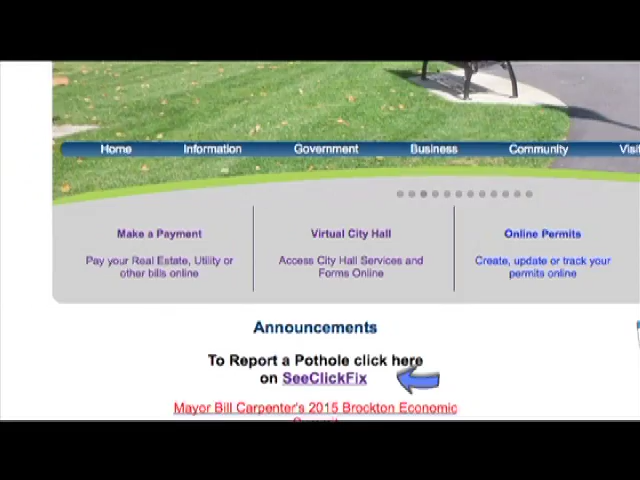 Home Information Government Business Community Visit
Make a Payment
Pay your Real Estate, Utility or
other bills online
Virtual City Hall
Access City Hall Services and
Forms Online
Online Permits
Create, update or track your
permits online
Announcements
To Report a Pothole click here
on SeeClickFix
Mayor Bill Carpenter's 2015 Brockton Economic
Summit